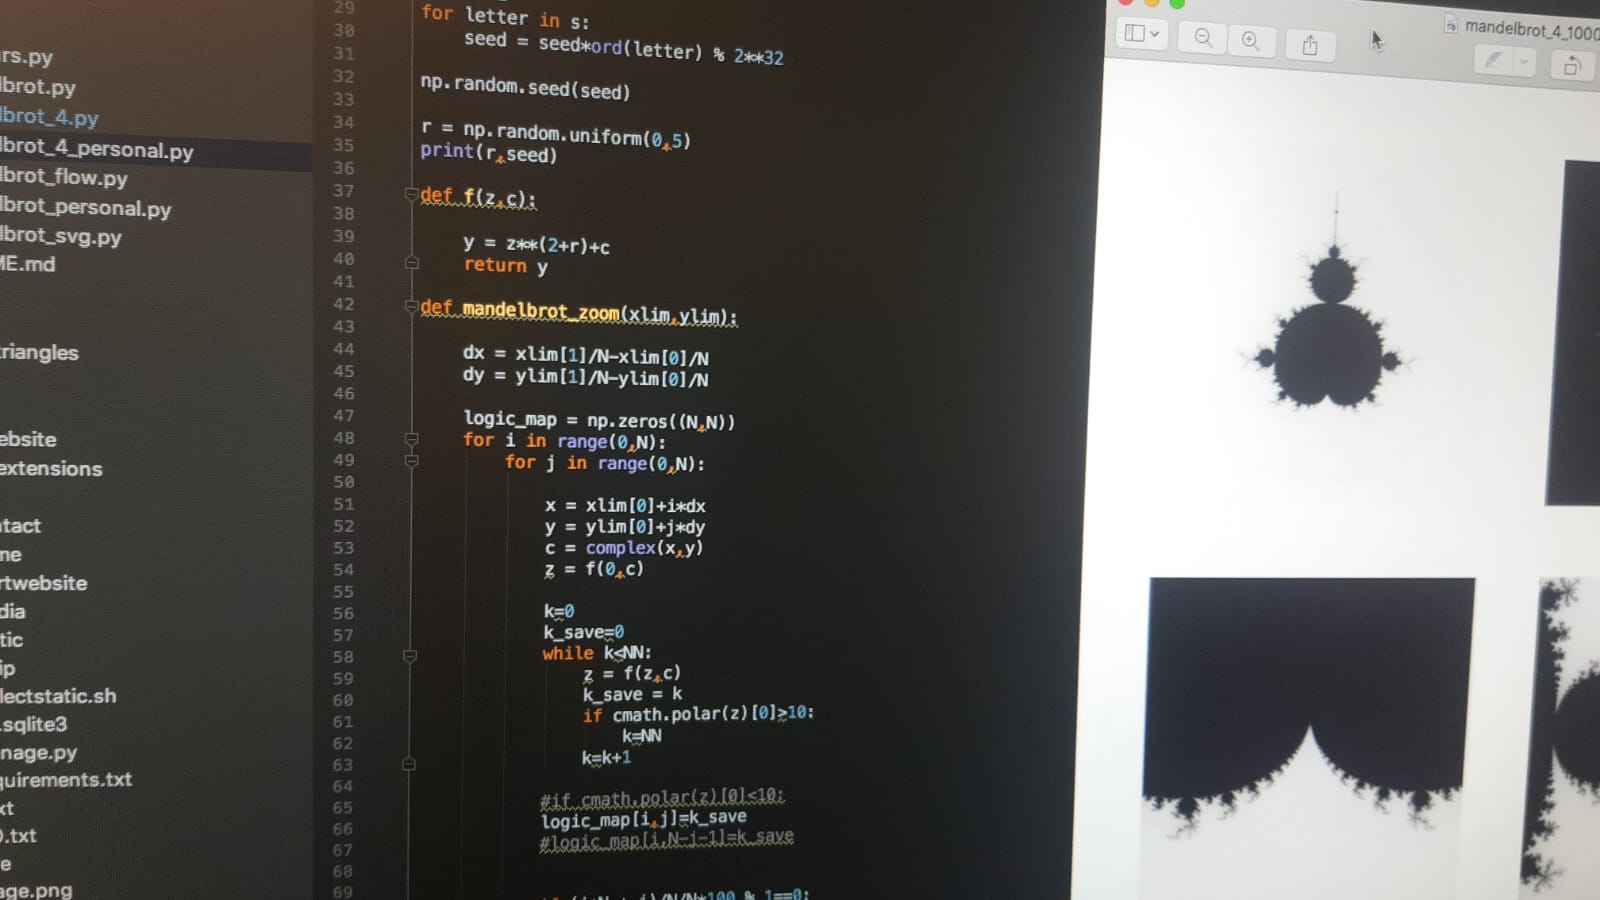 rs.py
lbrot.py
lbrot_4.py
lbrot_4_personal.py
lbrot_flow.py
lbrot_personal.py
lbrot_svg.py
ME.md
riangles
ebsite
extensions
tact
me
rtwebsite
dia
tic
ip
lectstatic.sh
.sqlite3
nage.py
quirements.txt
xt
).txt
e
age.png
29
30 for letter in s:
31 seed = seed*ord(letter) % 2**32
32
33 np.random.seed(seed)
34
35 r = np.random.uniform(0,5)
36 print(r,seed)
37
38 def f(z,c):
39
40 y = z**(2+r)+c
41 return y
42
43 def mandelbrot_zoom(xlim,ylim):
44
45 dx = xlim[1]/N-xlim[0]/N
46 dy = ylim[1]/N-ylim[0]/N
47
48 logic_map = np.zeros((N,N))
49 for i in range(0,N):
50 for j in range(0,N):
51
52 x = xlim[0]+i*dx
53 y = ylim[0]+j*dy
54 c = complex(x,y)
55 z = f(0,c)
56
57 k=0
58 k_save=0
59 while k<NN:
60 z = f(z,c)
61 k_save = k
62 if cmath.polar(z)[0]>10:
63 k=NN
64 k=k+1
65
66 #if cmath.polar(z)[0]<10:
67 logic_map[i,j]=k_save
68 #logic_map[i,N-j-1]=k_save
69
mandelbrot_4_1000